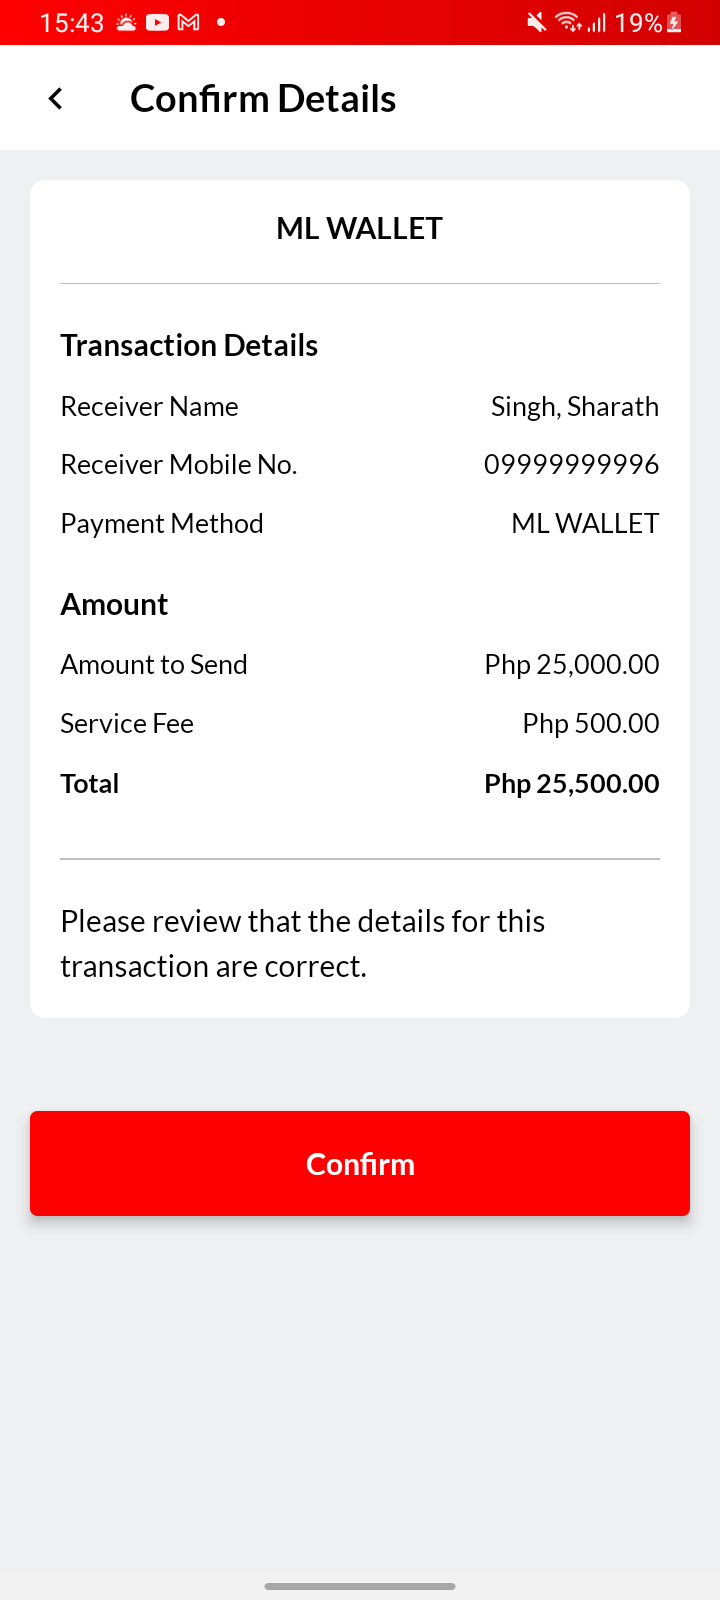 15:43 19%
Confirm Details
ML WALLET
Transaction Details
Receiver Name Singh, Sharath
Receiver Mobile No. 09999999996
Payment Method ML WALLET
Amount
Amount to Send Php 25,000.00
Service Fee Php 500.00
Total Php 25,500.00
Please review that the details for this
transaction are correct.
Confirm